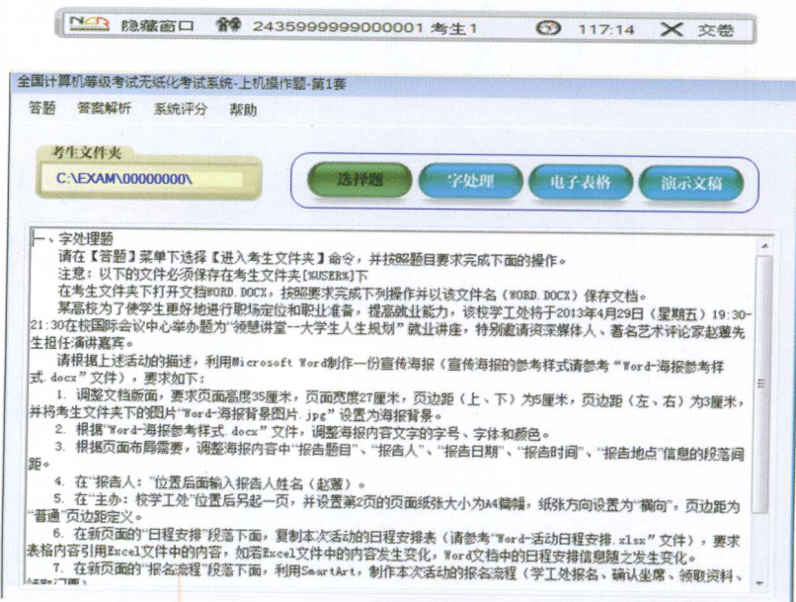 NCR 隐藏窗口 2435999999000001 考生1 117:14 交卷
全国计算机等级考试无纸化考试系统-上机操作题-第1套
答题 答案解析 系统评分 帮助
考生文件夹
C:\EXAM\00000000\
选择题 字处理 电子表格 演示文稿
一、字处理题
请在【答题】菜单下选择【进入考生文件夹】命令，并按照题目要求完成下面的操作。
注意：以下的文件必须保存在考生文件夹[%USER%]下
在考生文件夹下打开文档WORD.DOCX，按照要求完成下列操作并以该文件名（WORD.DOCX）保存文档。
某高校为了使学生更好地进行职场定位和职业准备，提高就业能力，该校学工处将于2013年4月29日（星期五）19:30-
21:30在校国际会议中心举办题为“领慧讲堂--大学生人生规划”就业讲座，特别邀请资深媒体人、著名艺术评论家赵蕈先
生担任演讲嘉宾。
请根据上述活动的描述，利用Microsoft Word制作一份宣传海报（宣传海报的参考样式请参考“Word-海报参考样
式.docx”文件），要求如下：
1. 调整文档版面，要求页面高度35厘米，页面宽度27厘米，页边距（上、下）为5厘米，页边距（左、右）为3厘米，
并将考生文件夹下的图片“Word-海报背景图片.jpg”设置为海报背景。
2. 根据“Word-海报参考样式.docx”文件，调整海报内容文字的字号、字体和颜色。
3. 根据页面布局需要，调整海报内容中“报告题目”、“报告人”、“报告日期”、“报告时间”、“报告地点”信息的段落间
距。
4. 在“报告人：”位置后面输入报告人姓名（赵蕈）。
5. 在“主办：校学工处”位置后另起一页，并设置第2页的页面纸张大小为A4篇幅，纸张方向设置为“横向”，页边距为
“普通”页边距定义。
6. 在新页面的“日程安排”段落下面，复制本次活动的日程安排表（请参考“Word-活动日程安排.xlsx”文件），要求
表格内容引用Excel文件中的内容，如若Excel文件中的内容发生变化，Word文档中的日程安排信息随之发生变化。
7. 在新页面的“报名流程”段落下面，利用SmartArt，制作本次活动的报名流程（学工处报名、确认坐席、领取资料、